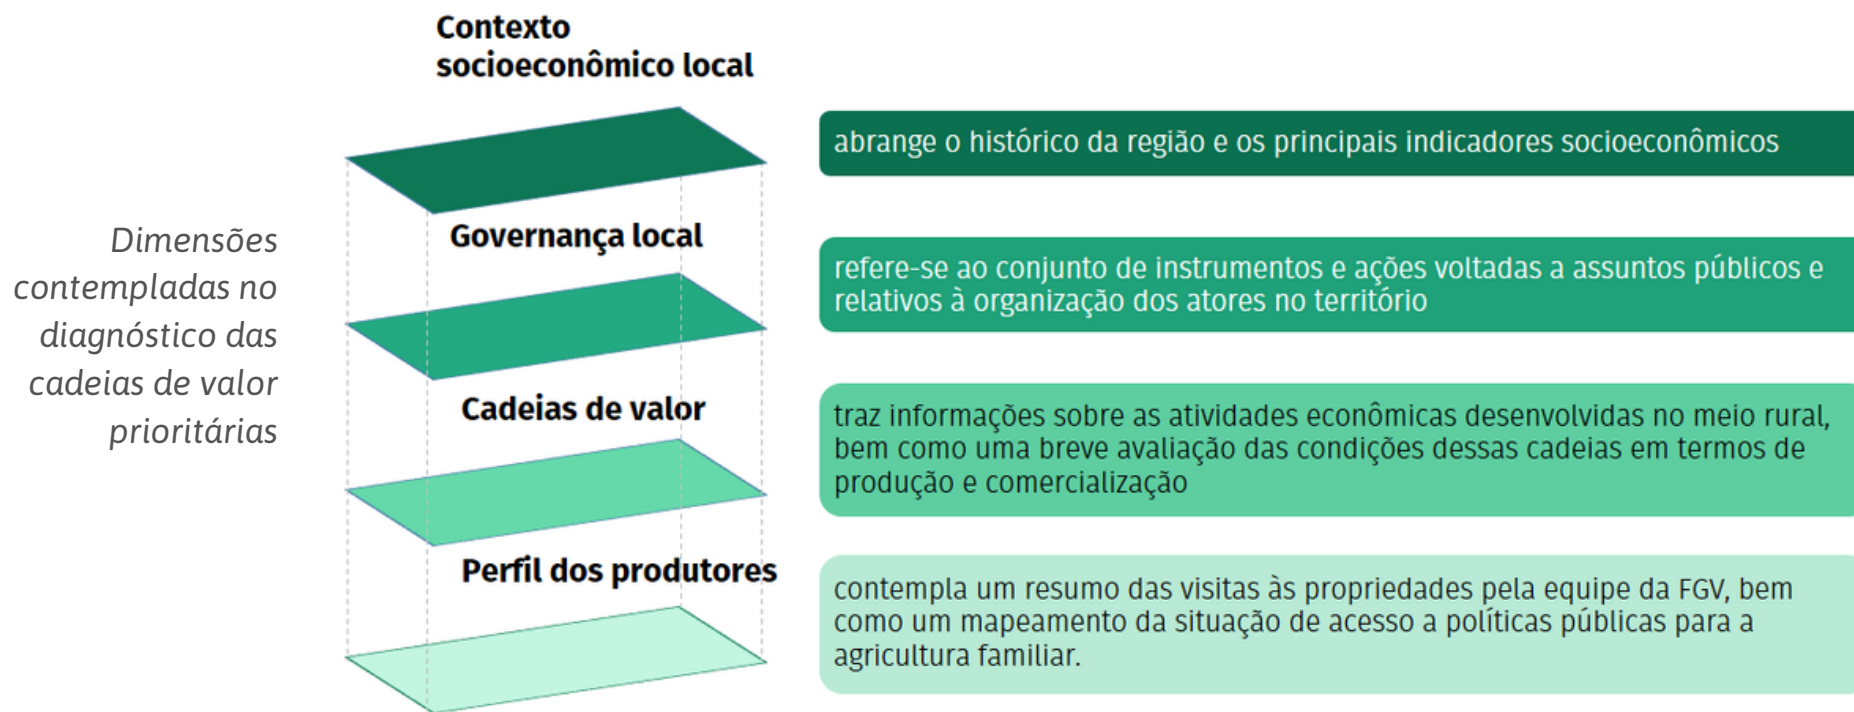 Dimensões
contempladas no
diagnóstico das
cadeias de valor
prioritárias
Contexto
socioeconômico local
abrange o histórico da região e os principais indicadores socioeconômicos
Governança local
refere-se ao conjunto de instrumentos e ações voltadas a assuntos públicos e
relativos à organização dos atores no território
Cadeias de valor
traz informações sobre as atividades econômicas desenvolvidas no meio rural,
bem como uma breve avaliação das condições dessas cadeias em termos de
produção e comercialização
Perfil dos produtores
contempla um resumo das visitas às propriedades pela equipe da FGV, bem
como um mapeamento da situação de acesso a políticas públicas para a
agricultura familiar.